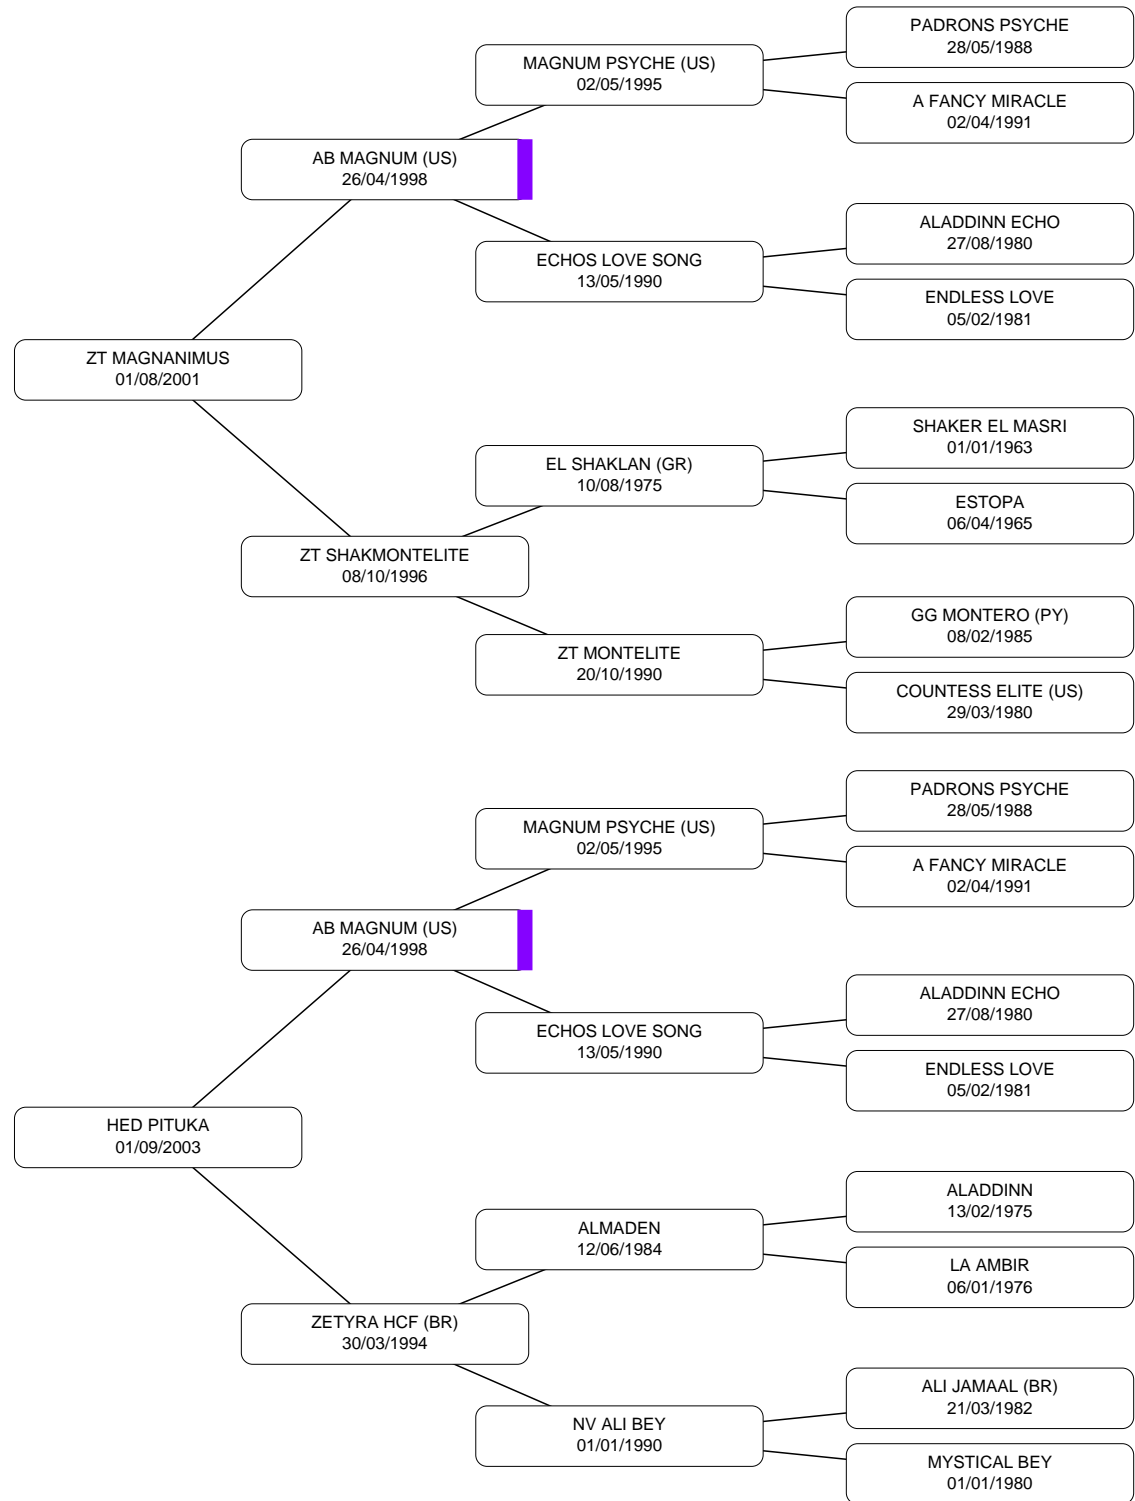 PADRONS PSYCHE
28/05/1988
MAGNUM PSYCHE (US)
02/05/1995
A FANCY MIRACLE
02/04/1991
AB MAGNUM (US)
26/04/1998
ALADDINN ECHO
27/08/1980
ECHOS LOVE SONG
13/05/1990
ENDLESS LOVE
05/02/1981
ZT MAGNANIMUS
01/08/2001
SHAKER EL MASRI
01/01/1963
EL SHAKLAN (GR)
10/08/1975
ESTOPA
06/04/1965
ZT SHAKMONTELITE
08/10/1996
GG MONTERO (PY)
08/02/1985
ZT MONTELITE
20/10/1990
COUNTESS ELITE (US)
29/03/1980
PADRONS PSYCHE
28/05/1988
MAGNUM PSYCHE (US)
02/05/1995
A FANCY MIRACLE
02/04/1991
AB MAGNUM (US)
26/04/1998
ALADDINN ECHO
27/08/1980
ECHOS LOVE SONG
13/05/1990
ENDLESS LOVE
05/02/1981
HED PITUKA
01/09/2003
ALADDINN
13/02/1975
ALMADEN
12/06/1984
LA AMBIR
06/01/1976
ZETYRA HCF (BR)
30/03/1994
ALI JAMAAL (BR)
21/03/1982
NV ALI BEY
01/01/1990
MYSTICAL BEY
01/01/1980